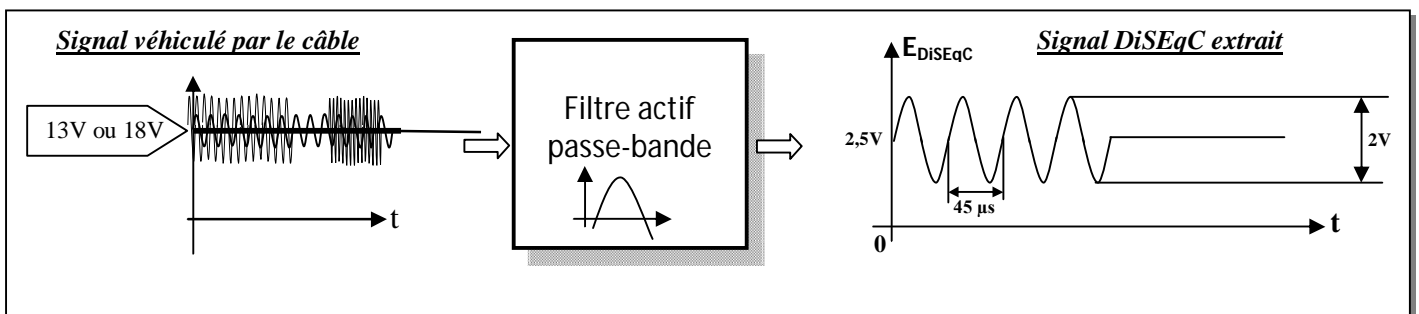 Signal véhiculé par le câble
13V ou 18V
t
Filtre actif
passe-bande
Signal DiSEqC extrait
EDiSEqC
2,5V
2V
45 µs
0
t